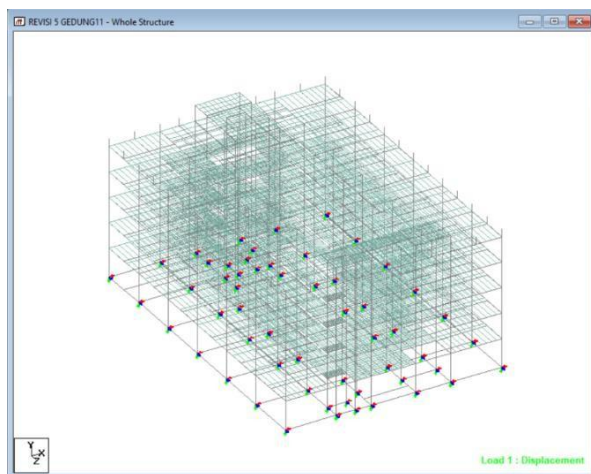 REVISI 5 GEDUNG11 - Whole Structure
Y
X
Z
Load 1 : Displacement